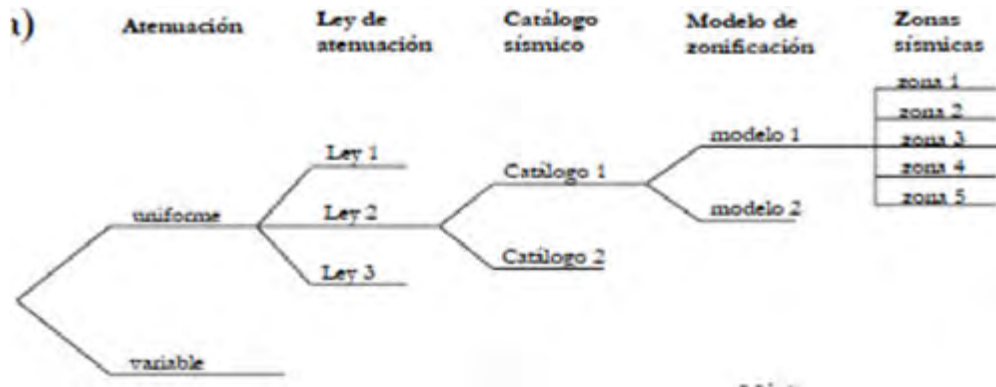 a)
Atenuación
Ley de
atenuación
Catálogo
sísmico
Modelo de
zonificación
Zonas
sísmicas
zona 1
zona 2
zona 3
zona 4
zona 5
modelo 1
modelo 2
Ley 1
Ley 2
Ley 3
Catálogo 1
Catálogo 2
uniforme
variable